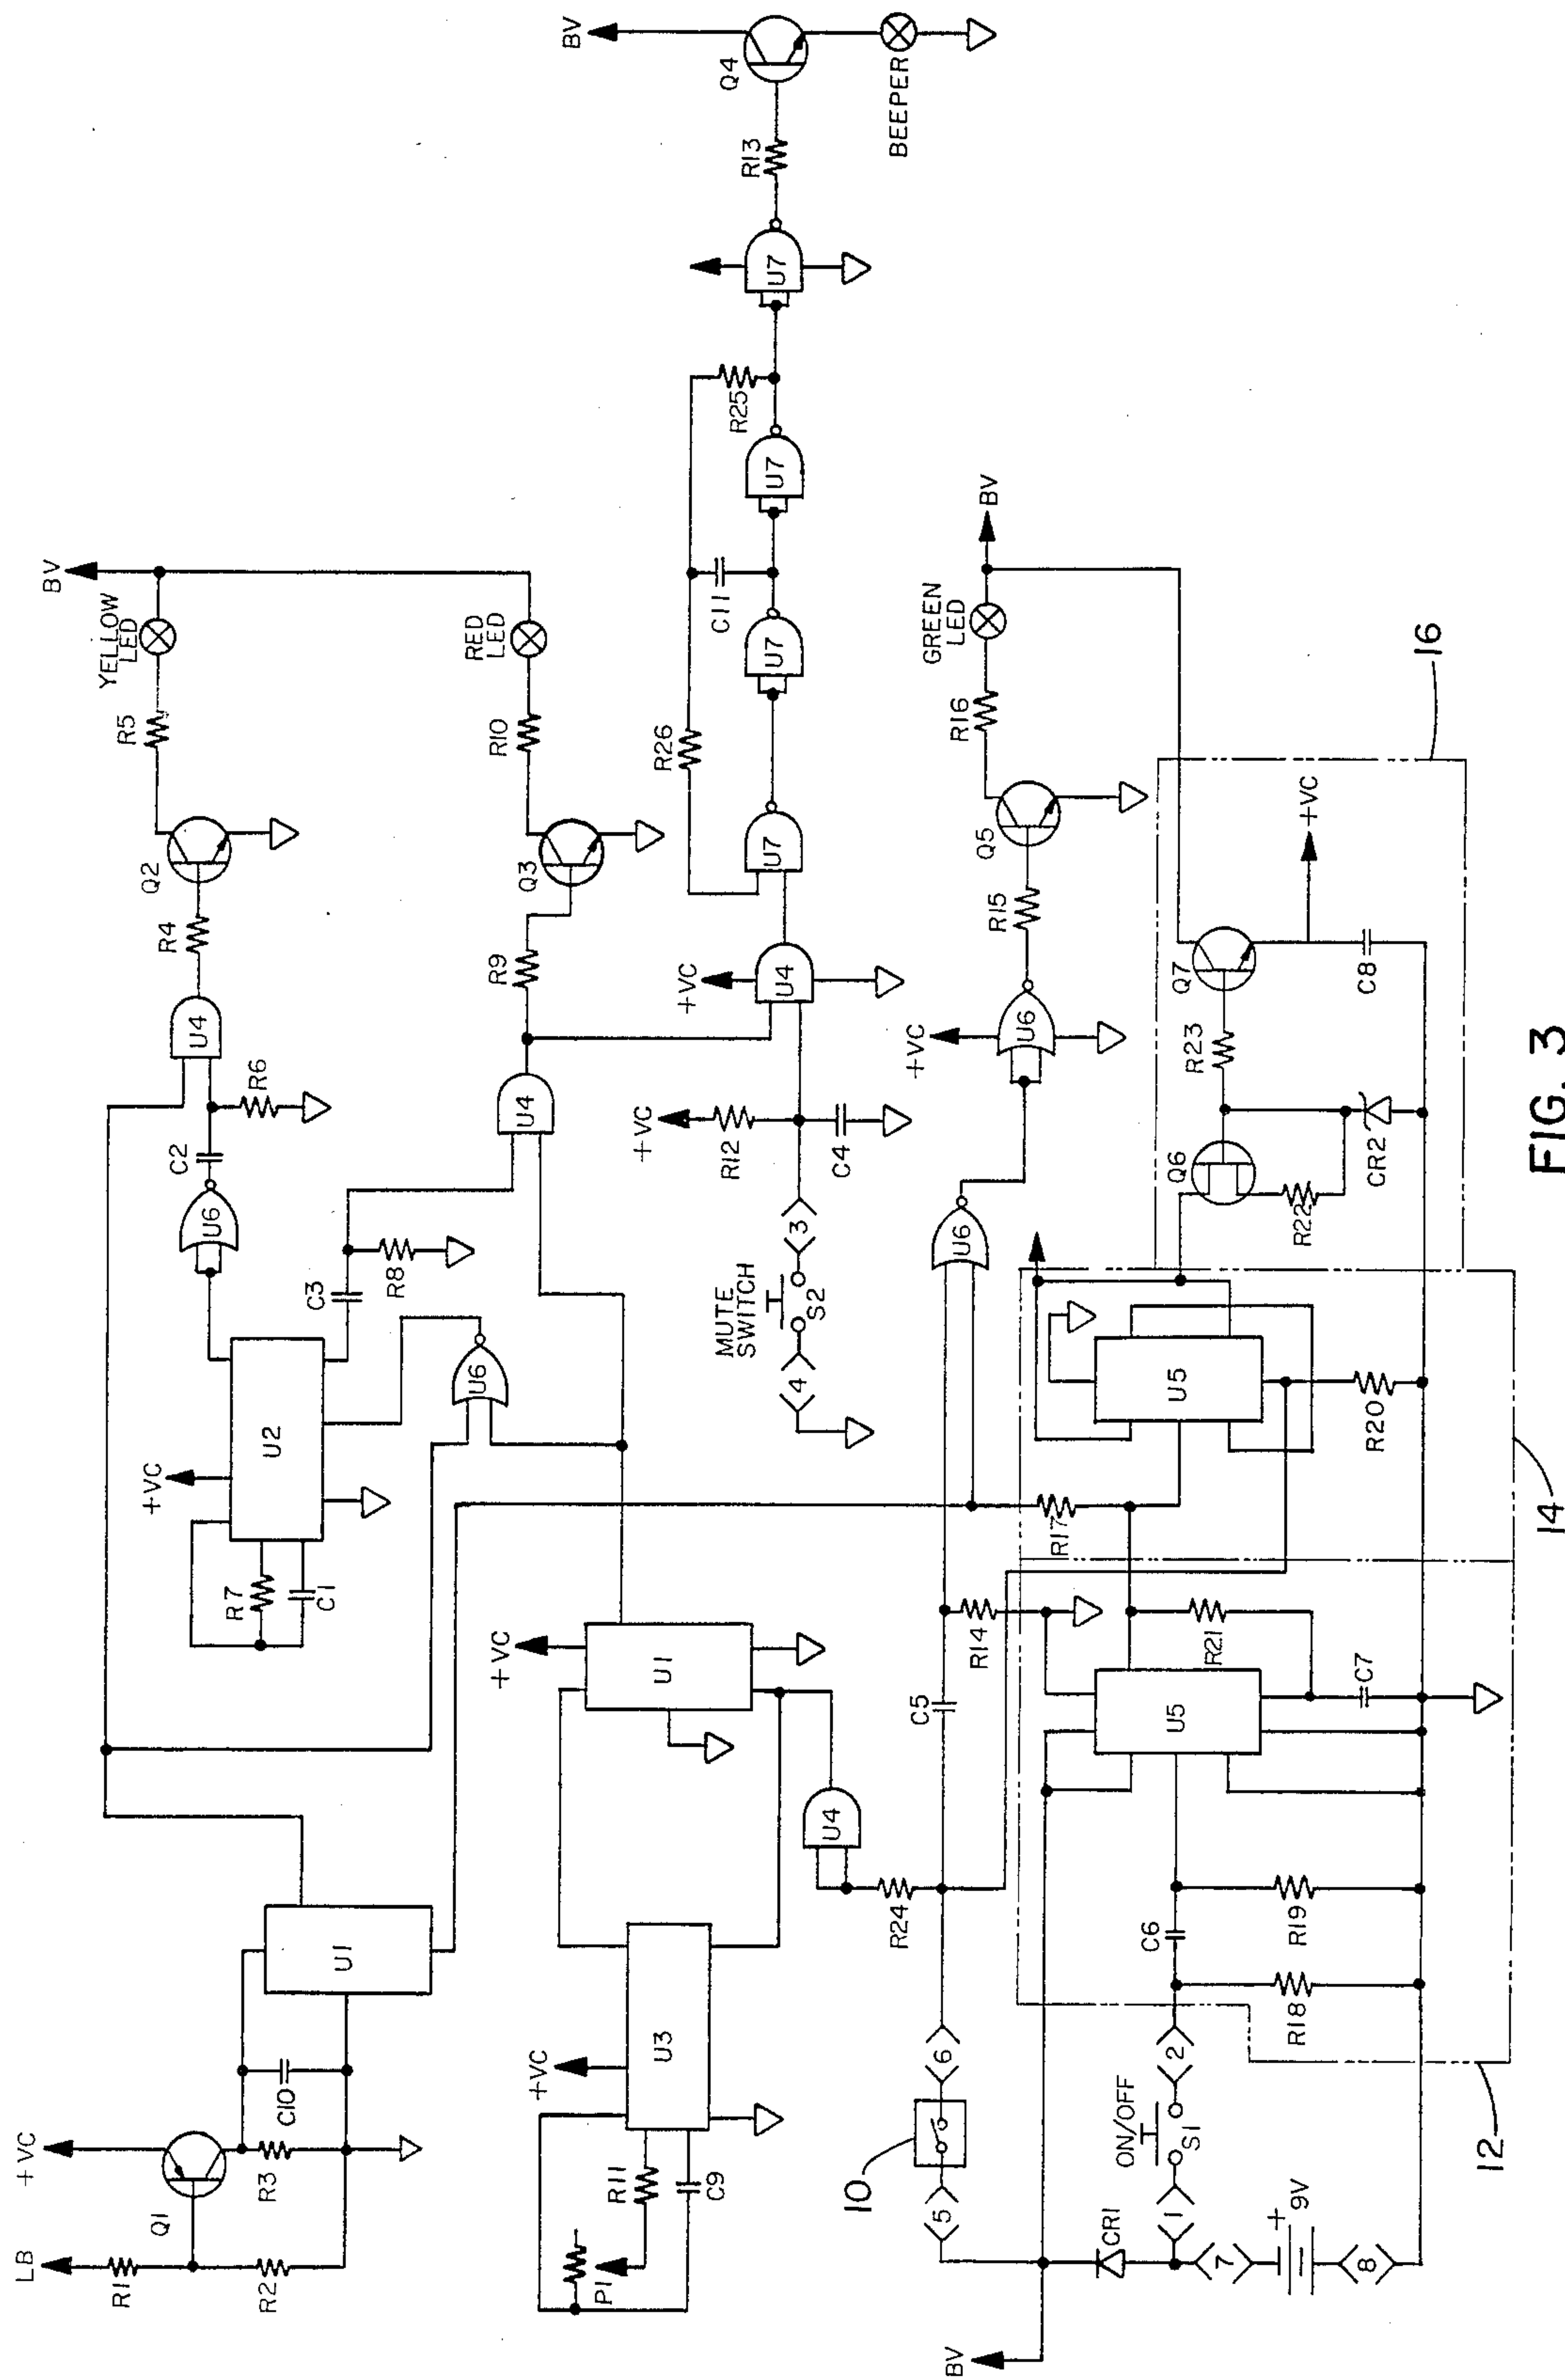 LB
+VC
R1
Q1
R2
R3
C10
U1
+VC
R7
C1
U2
C3
R8
U6
C2
R6
U4
R4
Q2
R5
YELLOW
LED
BV
U6
U4
R9
Q3
R10
RED
LED
P1
R11
C9
+VC
U3
+VC
U1
U4
R24
MUTE
SWITCH
4
S2
3
+VC
R12
C4
+VC
U4
U7
R26
U7
C11
U7
R25
U7
R13
Q4
BV
BEEPER
10
5
6
C5
R14
R17
U6
+VC
U6
R15
Q5
R16
GREEN
LED
BV
BV
CR1
1
7
+
9V
8
ON/OFF
S1
2
C6
R18
R19
U5
R21
C7
U5
R20
Q6
R22
CR2
R23
Q7
C8
+VC
12
14
16
FIG. 3